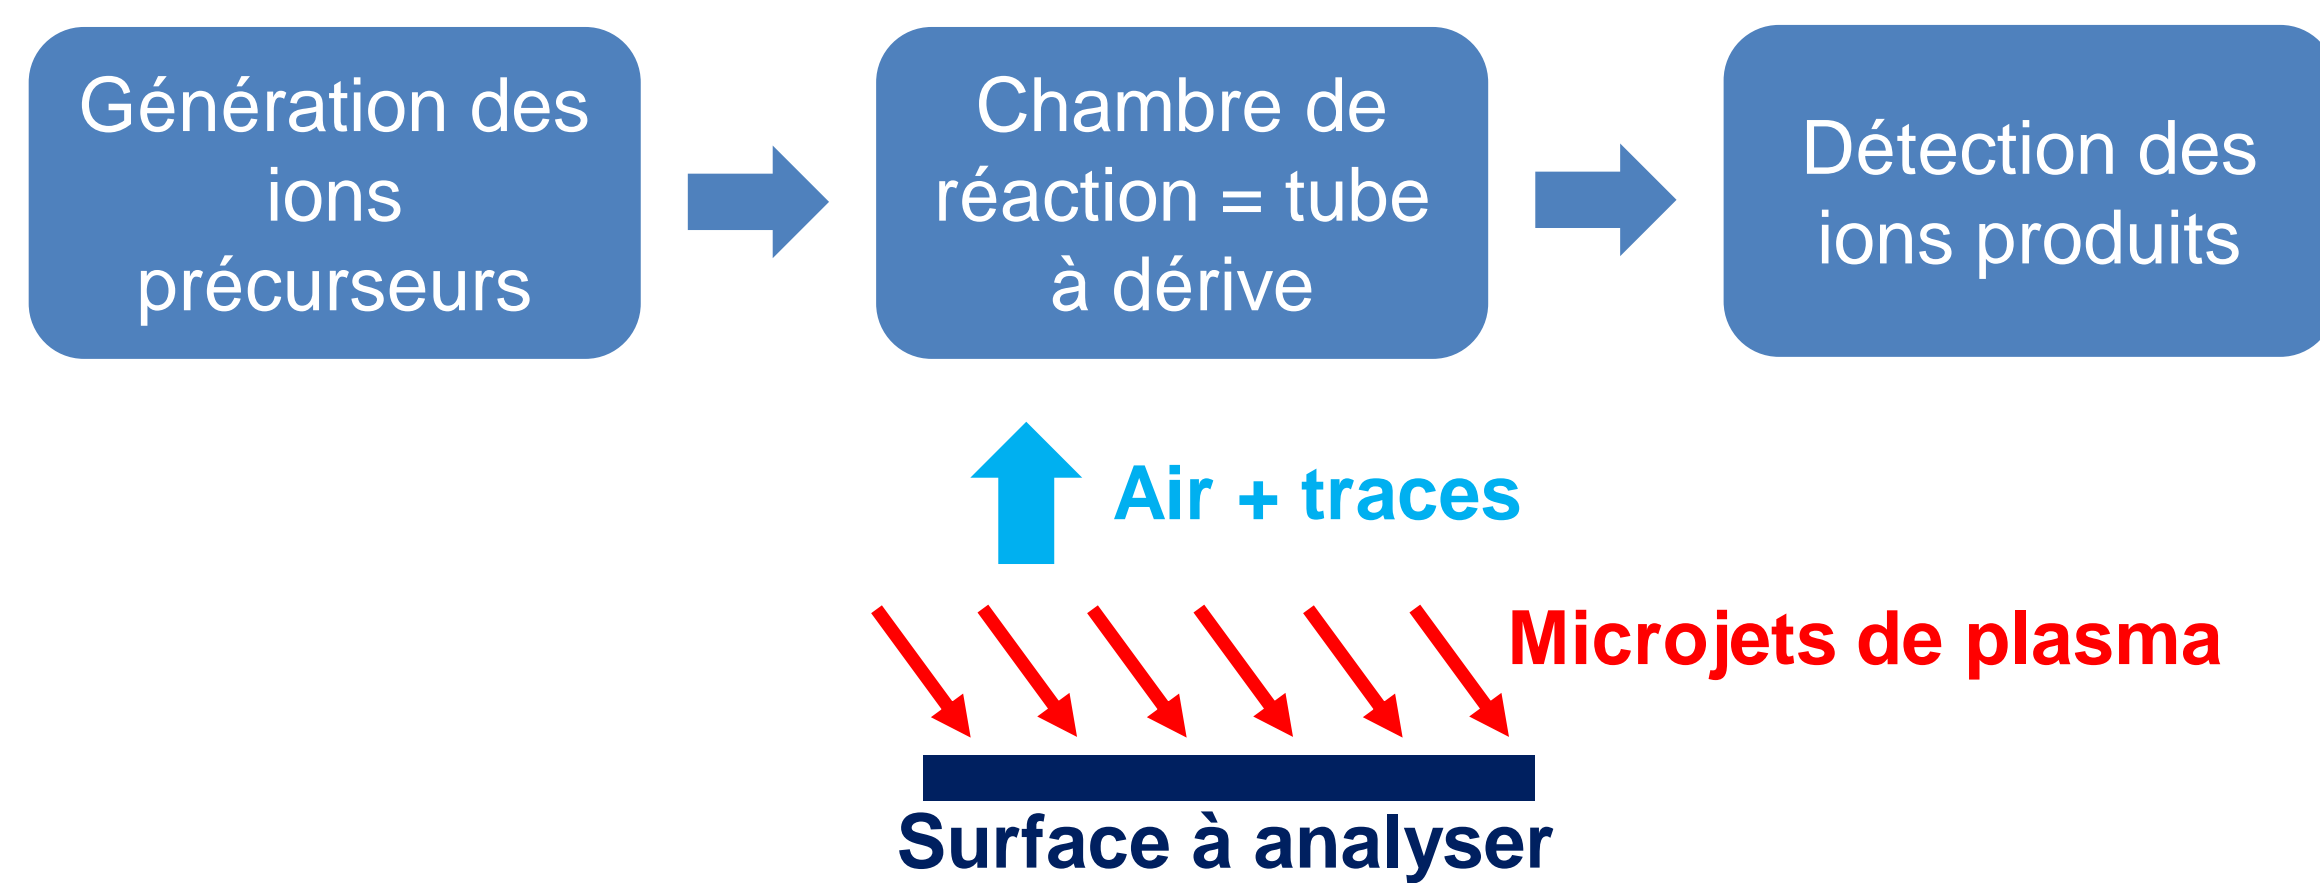 Génération des
ions
précurseurs
Chambre de
réaction = tube
à dérive
Détection des
ions produits
Air + traces
Microjets de plasma
Surface à analyser